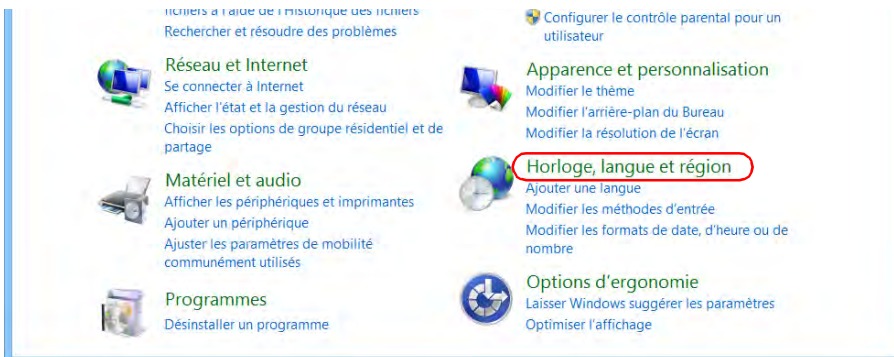 fichiers à l'aide de l'Historique des fichiers
Rechercher et résoudre des problèmes
Réseau et Internet
Se connecter à Internet
Afficher l'état et la gestion du réseau
Choisir les options de groupe résidentiel et de
partage
Matériel et audio
Afficher les périphériques et imprimantes
Ajouter un périphérique
Ajuster les paramètres de mobilité
communément utilisés
Programmes
Désinstaller un programme
Configurer le contrôle parental pour un
utilisateur
Apparence et personnalisation
Modifier le thème
Modifier l'arrière-plan du Bureau
Modifier la résolution de l'écran
Horloge, langue et région
Ajouter une langue
Modifier les méthodes d'entrée
Modifier les formats de date, d'heure ou de
nombre
Options d'ergonomie
Laisser Windows suggérer les paramètres
Optimiser l'affichage